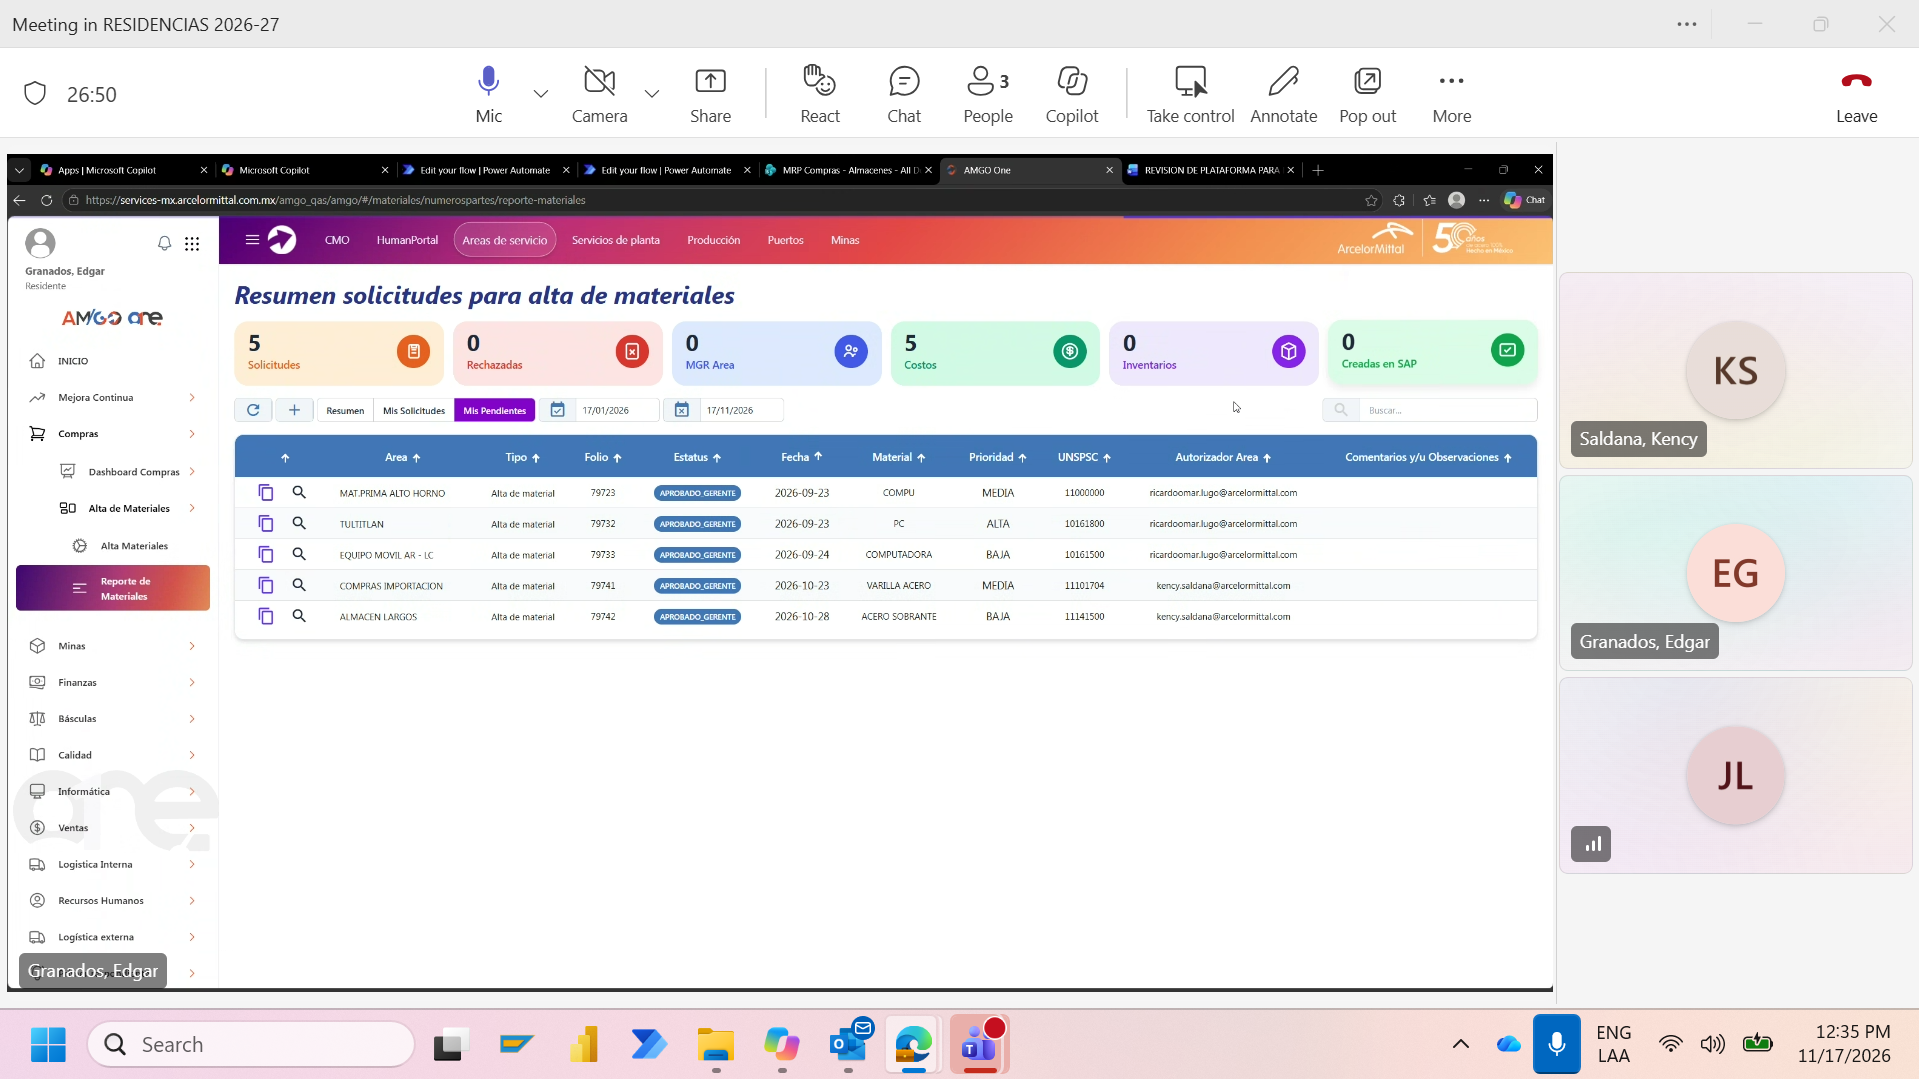 Meeting in RESIDENCIAS 2026-27
26:50
Mic
Camera
Share
React
Chat
3
People
Copilot
Take control
Annotate
Pop out
More
Leave
Apps | Microsoft Copilot
Microsoft Copilot
Edit your flow | Power Automate
Edit your flow | Power Automate
MRP Compras - Almacenes - All D
AMGO One
REVISION DE PLATAFORMA PARA
https://services-mx.arcelormittal.com.mx/amgo_qas/amgo/#/materiales/numerospartes/reporte-materiales
Chat
Granados, Edgar
Residente
AMGO one
INICIO
Mejora Continua
Compras
Dashboard Compras
Alta de Materiales
Alta Materiales
Reporte de
Materiales
Minas
Finanzas
Básculas
Calidad
Informática
Ventas
Logistica Interna
Recursos Humanos
Logística externa
Granados, Edgar
CMO
HumanPortal
Areas de servicio
Servicios de planta
Producción
Puertos
Minas
ArcelorMittal
50 años
Resumen solicitudes para alta de materiales
5
Solicitudes
0
Rechazadas
0
MGR Area
5
Costos
0
Inventarios
0
Creadas en SAP
Resumen
Mis Solicitudes
Mis Pendientes
17/01/2026
17/11/2026
Buscar...
Area Tipo Folio Estatus Fecha Material Prioridad UNSPSC Autorizador Area Comentarios y/u Observaciones
MAT.PRIMA ALTO HORNO Alta de material 79723 APROBADO_GERENTE 2026-09-23 COMPU MEDIA 11000000 ricardoomar.lugo@arcelormittal.com
TULTITLAN Alta de material 79732 APROBADO_GERENTE 2026-09-23 PC ALTA 10161800 ricardoomar.lugo@arcelormittal.com
EQUIPO MOVIL AR - LC Alta de material 79733 APROBADO_GERENTE 2026-09-24 COMPUTADORA BAJA 10161500 ricardoomar.lugo@arcelormittal.com
COMPRAS IMPORTACION Alta de material 79741 APROBADO_GERENTE 2026-10-23 VARILLA ACERO MEDIA 11101704 kency.saldana@arcelormittal.com
ALMACEN LARGOS Alta de material 79742 APROBADO_GERENTE 2026-10-28 ACERO SOBRANTE BAJA 11141500 kency.saldana@arcelormittal.com
KS
Saldana, Kency
EG
Granados, Edgar
JL
Search
ENG
LAA
12:35 PM
11/17/2026